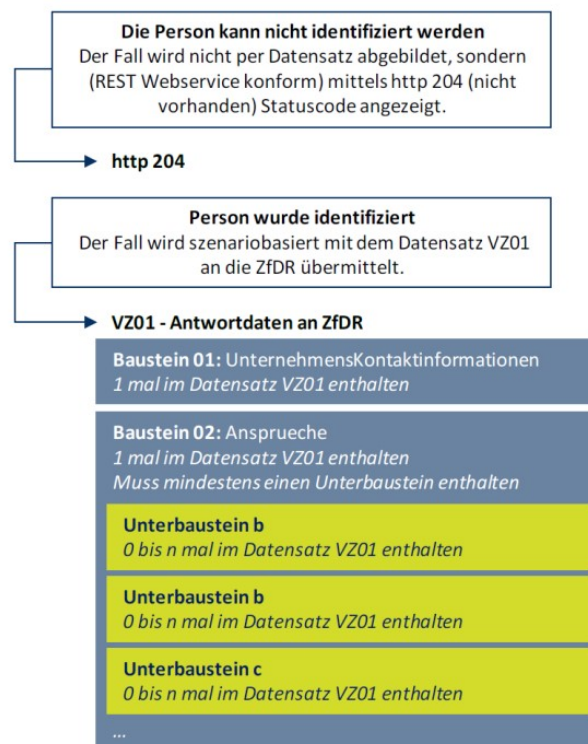 Die Person kann nicht identifiziert werden
Der Fall wird nicht per Datensatz abgebildet, sondern
(REST Webservice konform) mittels http 204 (nicht
vorhanden) Statuscode angezeigt.
http 204
Person wurde identifiziert
Der Fall wird szenariobasiert mit dem Datensatz VZ01
an die ZfDR übermittelt.
VZ01 - Antwortdaten an ZfDR
Baustein 01: UnternehmensKontaktinformationen
1 mal im Datensatz VZ01 enthalten
Baustein 02: Ansprueche
1 mal im Datensatz VZ01 enthalten
Muss mindestens einen Unterbaustein enthalten
Unterbaustein b
0 bis n mal im Datensatz VZ01 enthalten
Unterbaustein b
0 bis n mal im Datensatz VZ01 enthalten
Unterbaustein c
0 bis n mal im Datensatz VZ01 enthalten
...